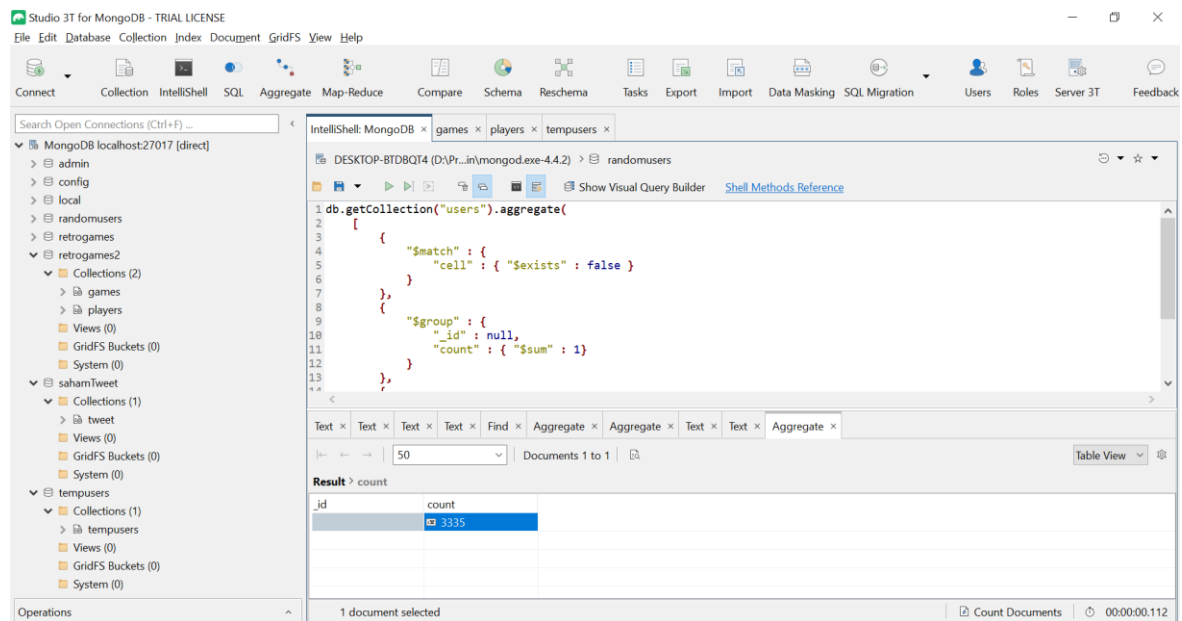 Studio 3T for MongoDB - TRIAL LICENSE
File Edit Database Collection Index Document GridFS View Help
Connect Collection IntelliShell SQL Aggregate Map-Reduce Compare Schema Reschema Tasks Export Import Data Masking SQL Migration Users Roles Server 3T Feedback
Search Open Connections (Ctrl+F) ...
MongoDB localhost:27017 [direct]
admin
config
local
randomusers
retrogames
retrogames2
Collections (2)
games
players
Views (0)
GridFS Buckets (0)
System (0)
sahamTweet
Collections (1)
tweet
Views (0)
GridFS Buckets (0)
System (0)
tempusers
Collections (1)
tempusers
Views (0)
GridFS Buckets (0)
System (0)
Operations
IntelliShell: MongoDB × games × players × tempusers ×
DESKTOP-BTDBQT4 (D:\Pr...in\mongod.exe-4.4.2) > randomusers
Show Visual Query Builder Shell Methods Reference
1 db.getCollection("users").aggregate(
2 [
3 {
4 "$match" : {
5 "cell" : { "$exists" : false }
6 }
7 },
8 {
9 "$group" : {
10 "_id" : null,
11 "count" : { "$sum" : 1}
12 }
13 },
14 {
Text × Text × Text × Text × Find × Aggregate × Aggregate × Text × Text × Aggregate ×
50 Documents 1 to 1 Table View
Result > count
_id count
3335
1 document selected Count Documents 00:00:00.112